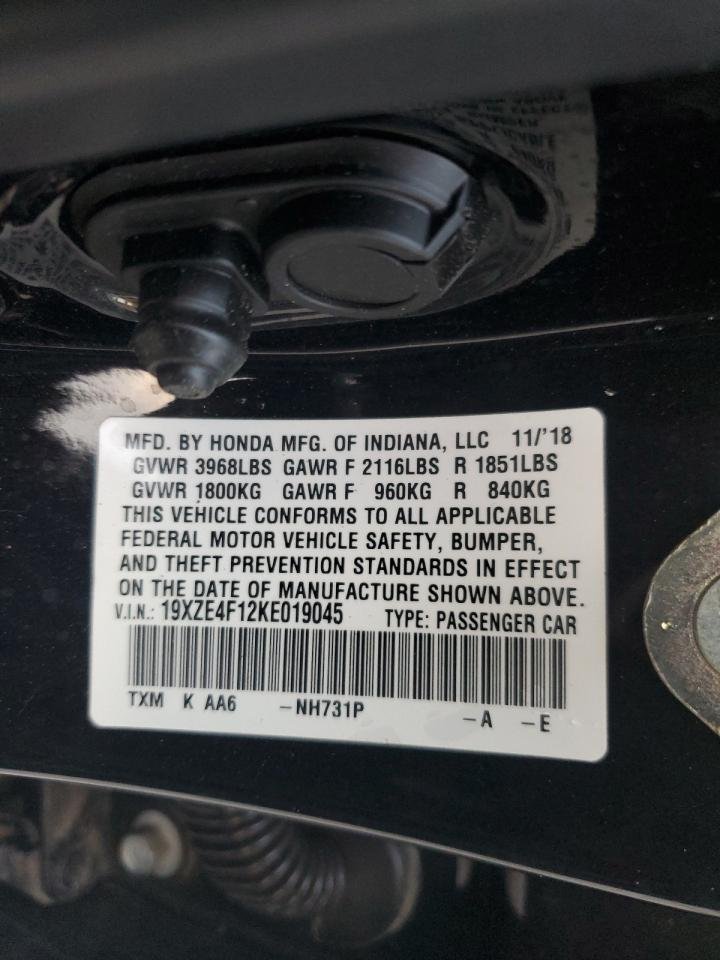 MFD. BY HONDA MFG. OF INDIANA, LLC 11/'18
GVWR 3968LBS GAWR F 2116LBS R 1851LBS
GVWR 1800KG GAWR F 960KG R 840KG
THIS VEHICLE CONFORMS TO ALL APPLICABLE
FEDERAL MOTOR VEHICLE SAFETY, BUMPER,
AND THEFT PREVENTION STANDARDS IN EFFECT
ON THE DATE OF MANUFACTURE SHOWN ABOVE.
V.I.N.: 19XZE4F12KE019045 TYPE: PASSENGER CAR
TXM K AA6 -NH731P -A -E